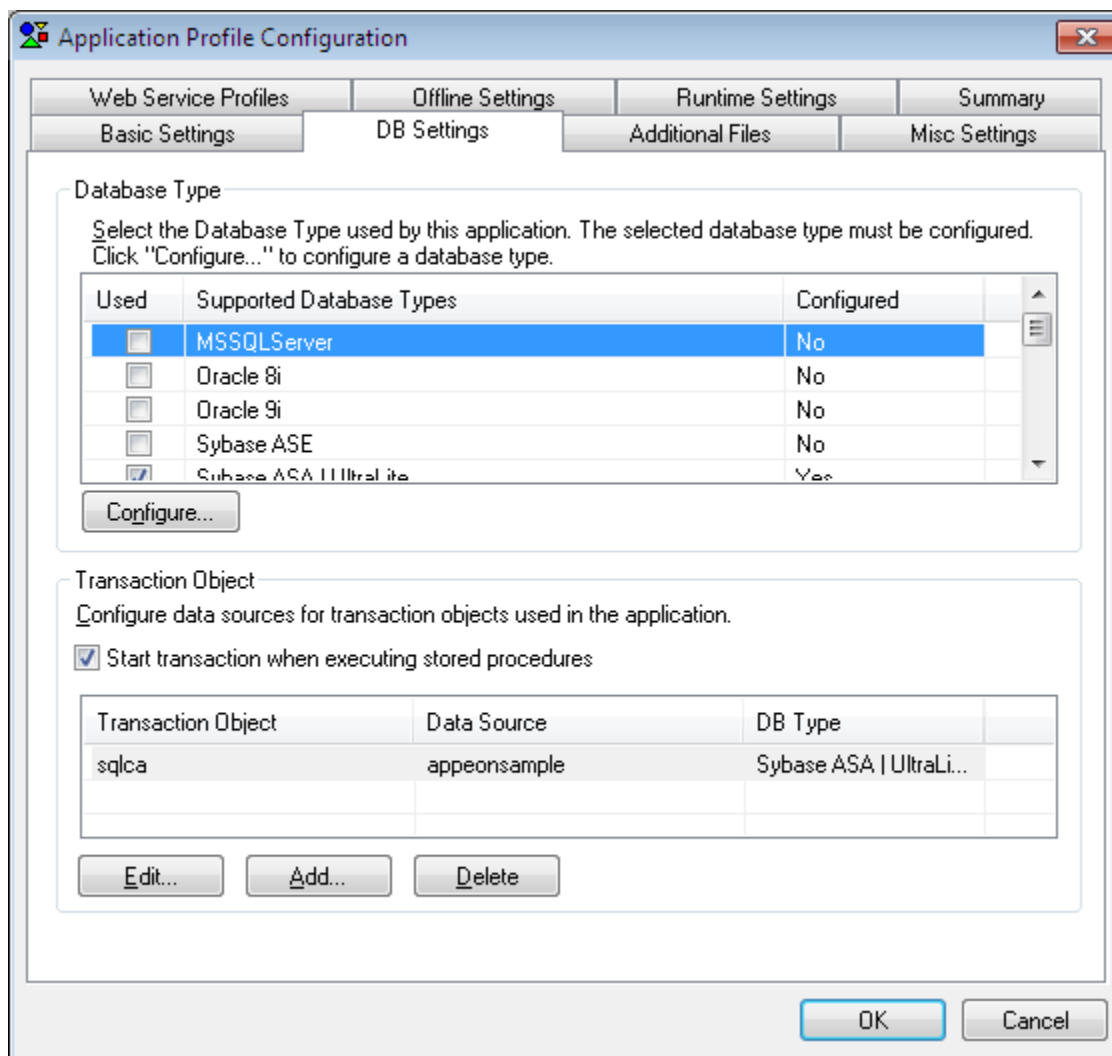 Application Profile Configuration
Web Service Profiles Offline Settings Runtime Settings Summary
Basic Settings DB Settings Additional Files Misc Settings
Database Type
Select the Database Type used by this application. The selected database type must be configured.
Click "Configure..." to configure a database type.
Used Supported Database Types Configured
MSSQLServer No
Oracle 8i No
Oracle 9i No
Sybase ASE No
Sybase ASA | UltraLite Yes
Configure...
Transaction Object
Configure data sources for transaction objects used in the application.
Start transaction when executing stored procedures
Transaction Object Data Source DB Type
sqlca appeonsample Sybase ASA | UltraLi...
Edit... Add... Delete
OK Cancel